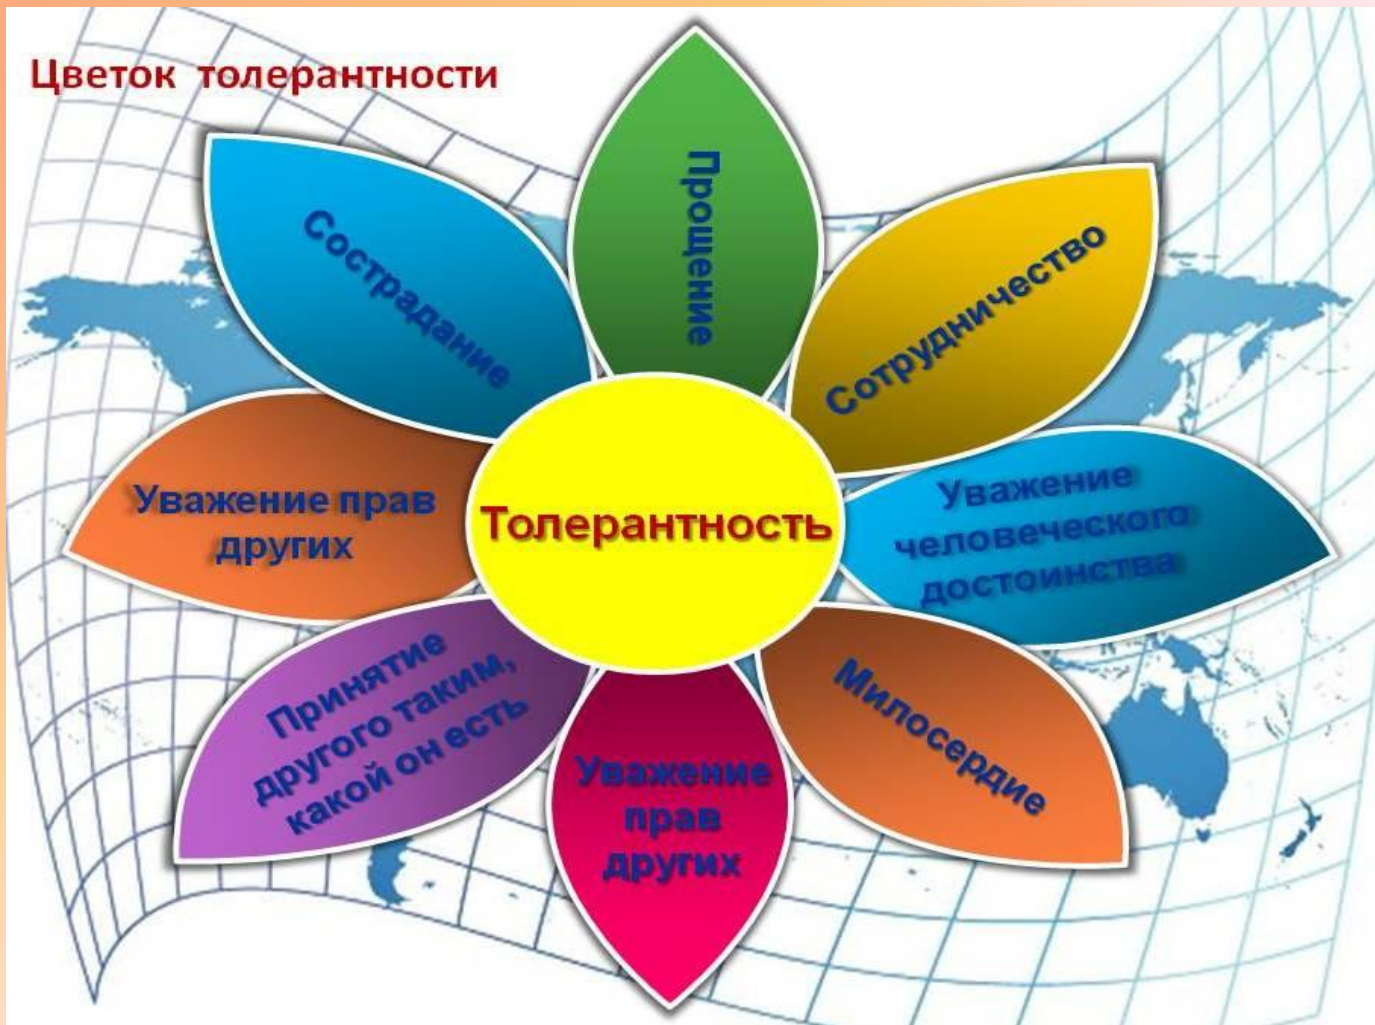 Цветок толерантности
Прощение
Сотрудничество
Уважение
человеческого
достоинства
Милосердие
Уважение
прав
других
Принятие
другого таким,
какой он есть
Уважение прав
других
Сострадание
Толерантность